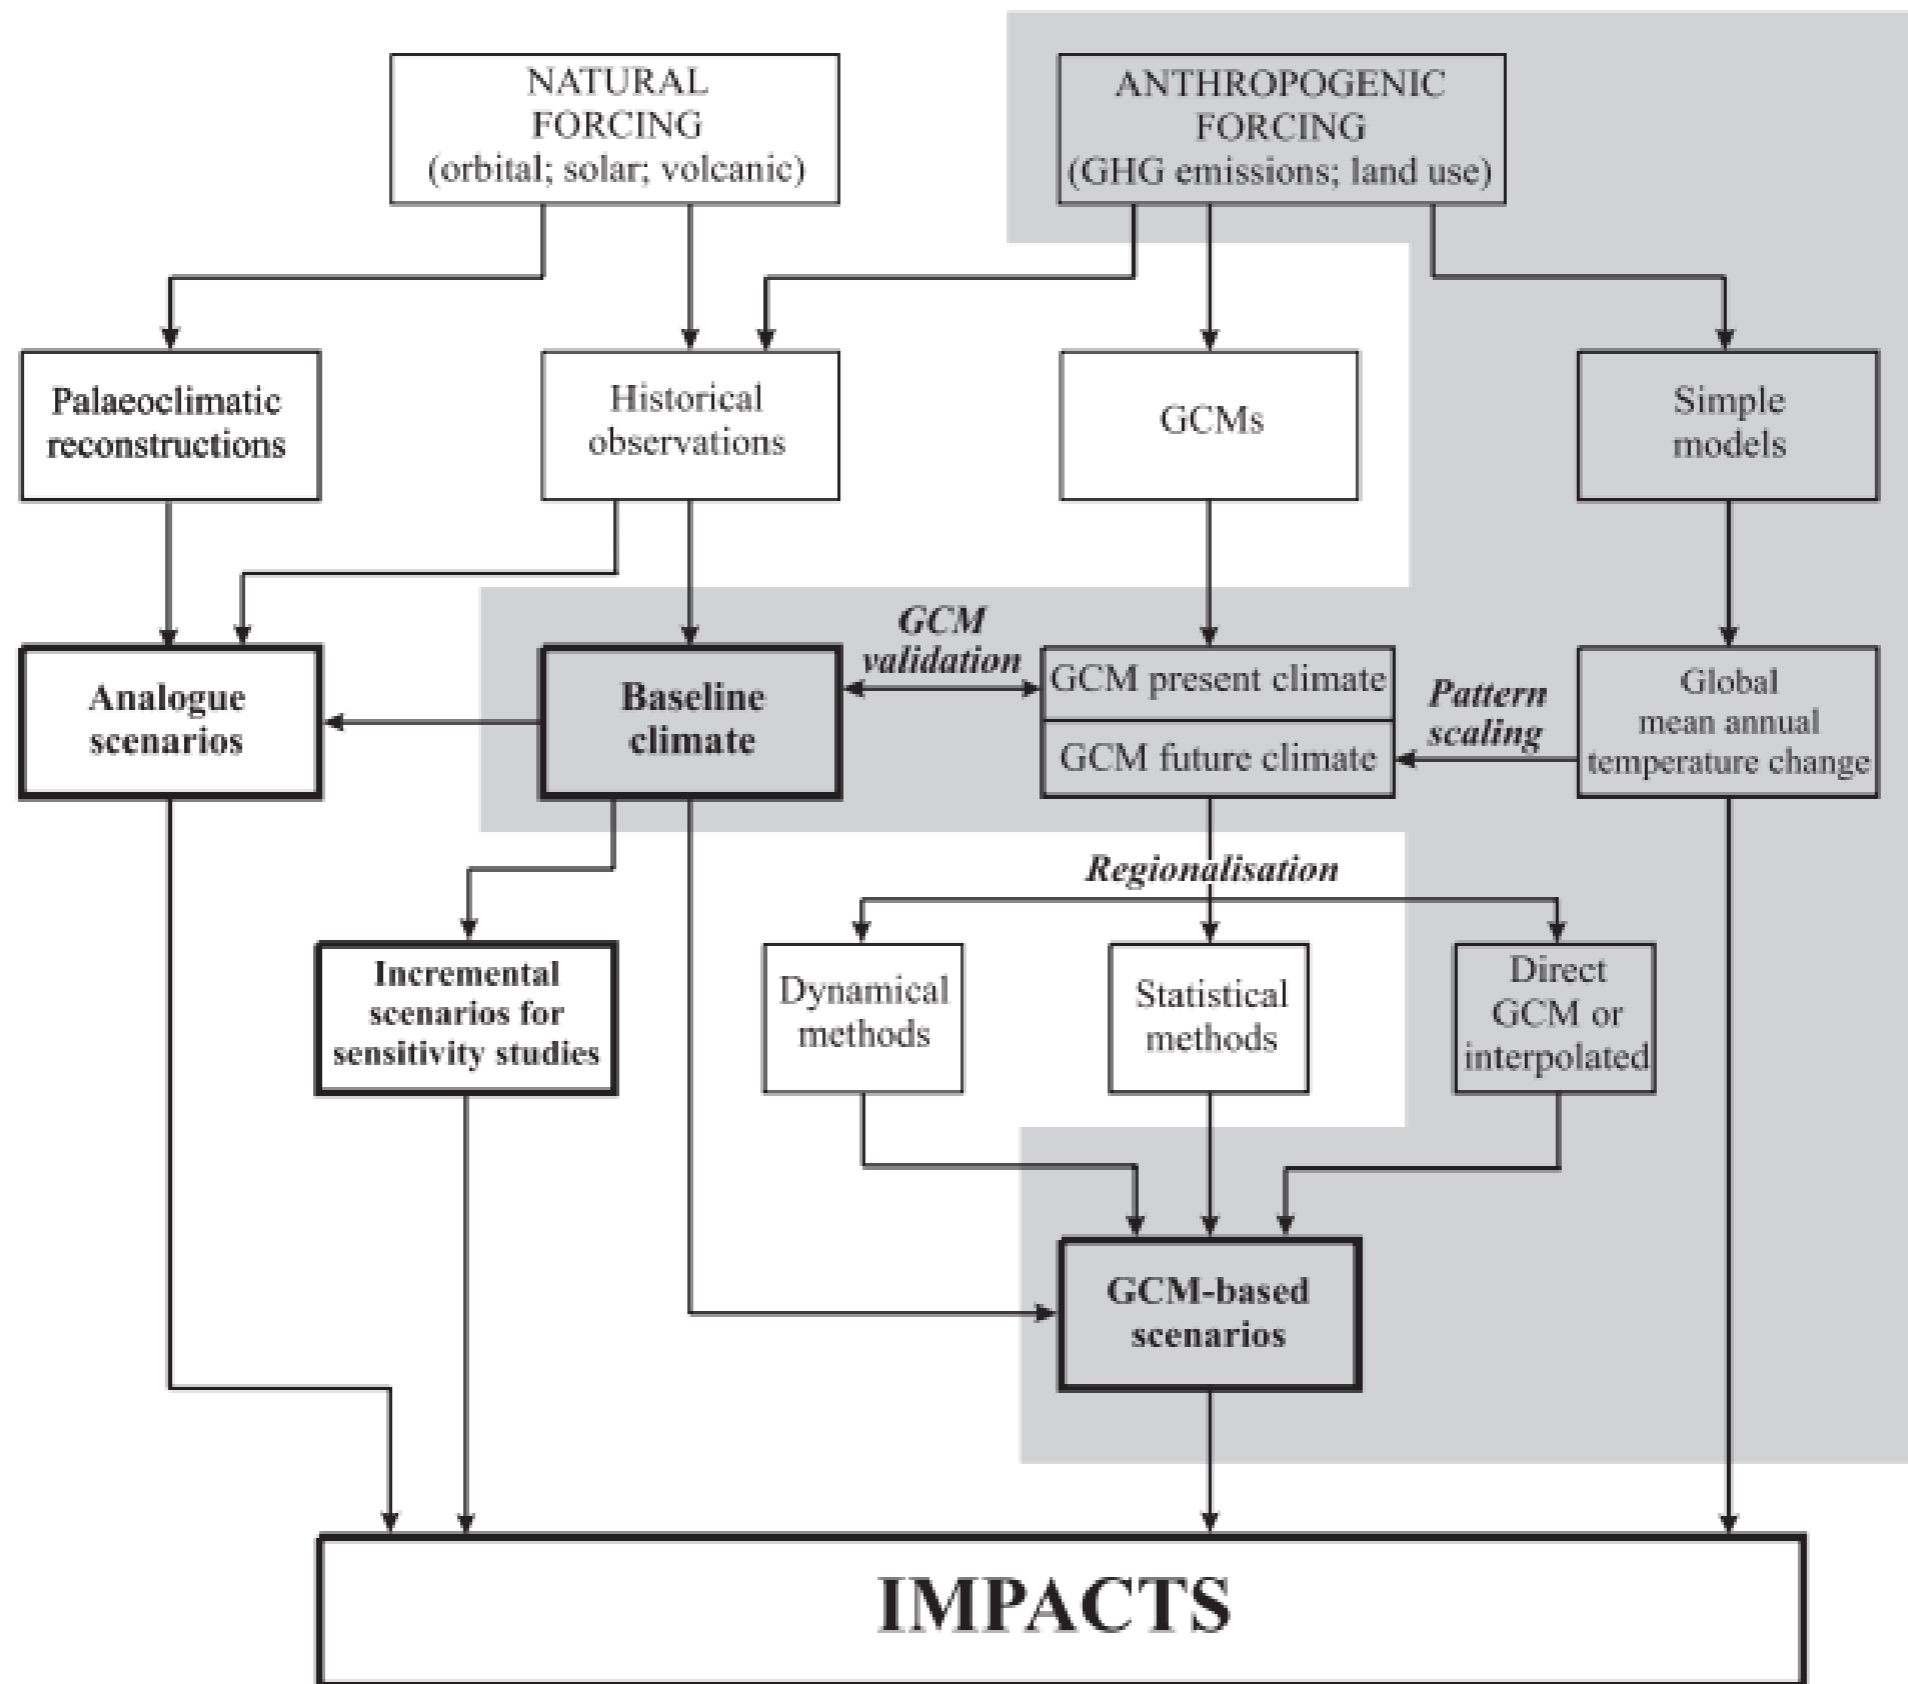 NATURAL
FORCING
(orbital; solar; volcanic)
ANTHROPOGENIC
FORCING
(GHG emissions; land use)
Palaeoclimatic
reconstructions
Historical
observations
GCMs
Simple
models
Analogue
scenarios
Baseline
climate
GCM
validation
GCM present climate
GCM future climate
Pattern
scaling
Global
mean annual
temperature change
Regionalisation
Incremental
scenarios for
sensitivity studies
Dynamical
methods
Statistical
methods
Direct
GCM or
interpolated
GCM-based
scenarios
IMPACTS